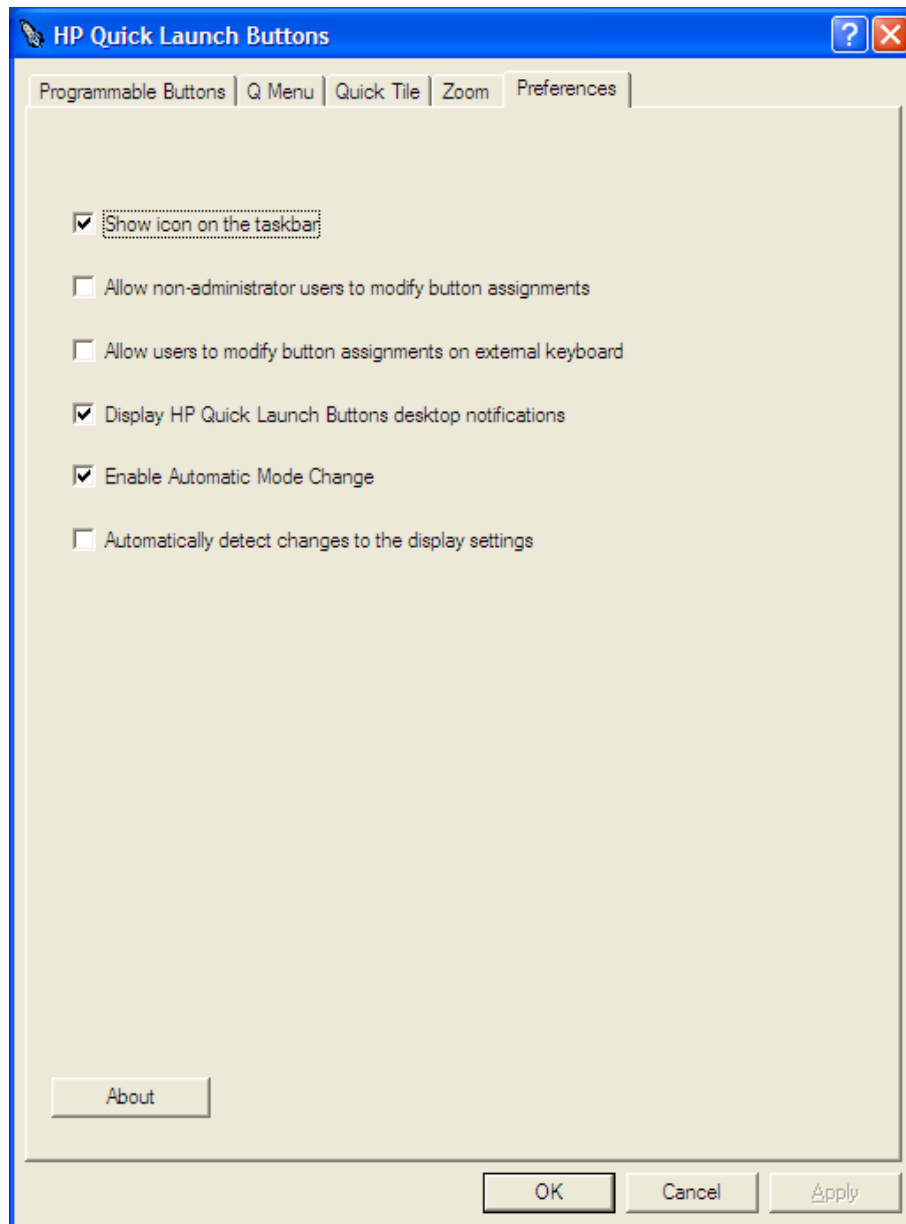 HP Quick Launch Buttons
Programmable Buttons Q Menu Quick Tile Zoom Preferences
Show icon on the taskbar
Allow non-administrator users to modify button assignments
Allow users to modify button assignments on external keyboard
Display HP Quick Launch Buttons desktop notifications
Enable Automatic Mode Change
Automatically detect changes to the display settings
About
OK Cancel Apply